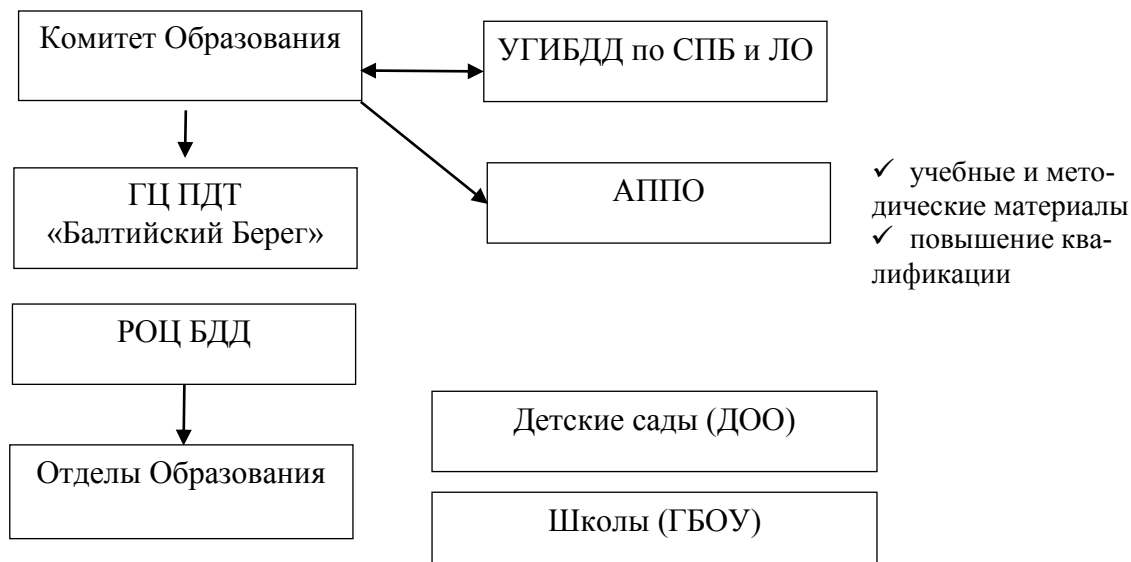 Комитет Образования
УГИБДД по СПБ и ЛО
ГЦ ПДТ
«Балтийский Берег»
АППО
✓ учебные и мето-
дические материалы
✓ повышение ква-
лификации
РОЦ БДД
Детские сады (ДОО)
Отделы Образования
Школы (ГБОУ)